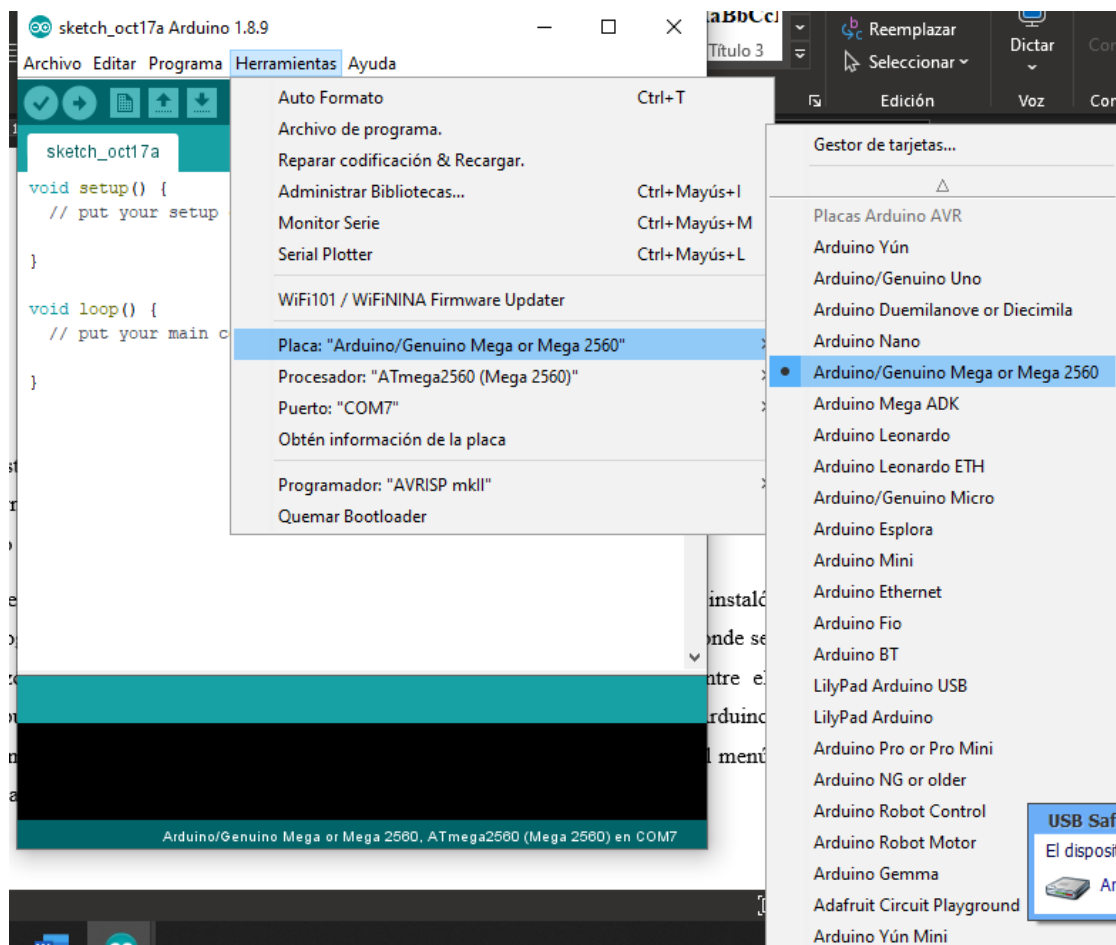 sketch_oct17a Arduino 1.8.9
Archivo Editar Programa Herramientas Ayuda
sketch_oct17a
void setup() {
// put your setup
}
void loop() {
// put your main c
}
Auto Formato Ctrl+T
Archivo de programa.
Reparar codificación & Recargar.
Administrar Bibliotecas... Ctrl+Mayús+I
Monitor Serie Ctrl+Mayús+M
Serial Plotter Ctrl+Mayús+L
WiFi101 / WiFiNINA Firmware Updater
Placa: "Arduino/Genuino Mega or Mega 2560"
Procesador: "ATmega2560 (Mega 2560)"
Puerto: "COM7"
Obtén información de la placa
Programador: "AVRISP mkII"
Quemar Bootloader
Arduino/Genuino Mega or Mega 2560, ATmega2560 (Mega 2560) en COM7
Título 3
Reemplazar
Seleccionar
Edición
Dictar
Voz
Gestor de tarjetas...
Placas Arduino AVR
Arduino Yún
Arduino/Genuino Uno
Arduino Duemilanove or Diecimila
Arduino Nano
Arduino/Genuino Mega or Mega 2560
Arduino Mega ADK
Arduino Leonardo
Arduino Leonardo ETH
Arduino/Genuino Micro
Arduino Esplora
Arduino Mini
Arduino Ethernet
Arduino Fio
Arduino BT
LilyPad Arduino USB
LilyPad Arduino
Arduino Pro or Pro Mini
Arduino NG or older
Arduino Robot Control
Arduino Robot Motor
Arduino Gemma
Adafruit Circuit Playground
Arduino Yún Mini
instaló
onde se
ntre el
rduino
l menú
USB Saf
El disposit
Ar